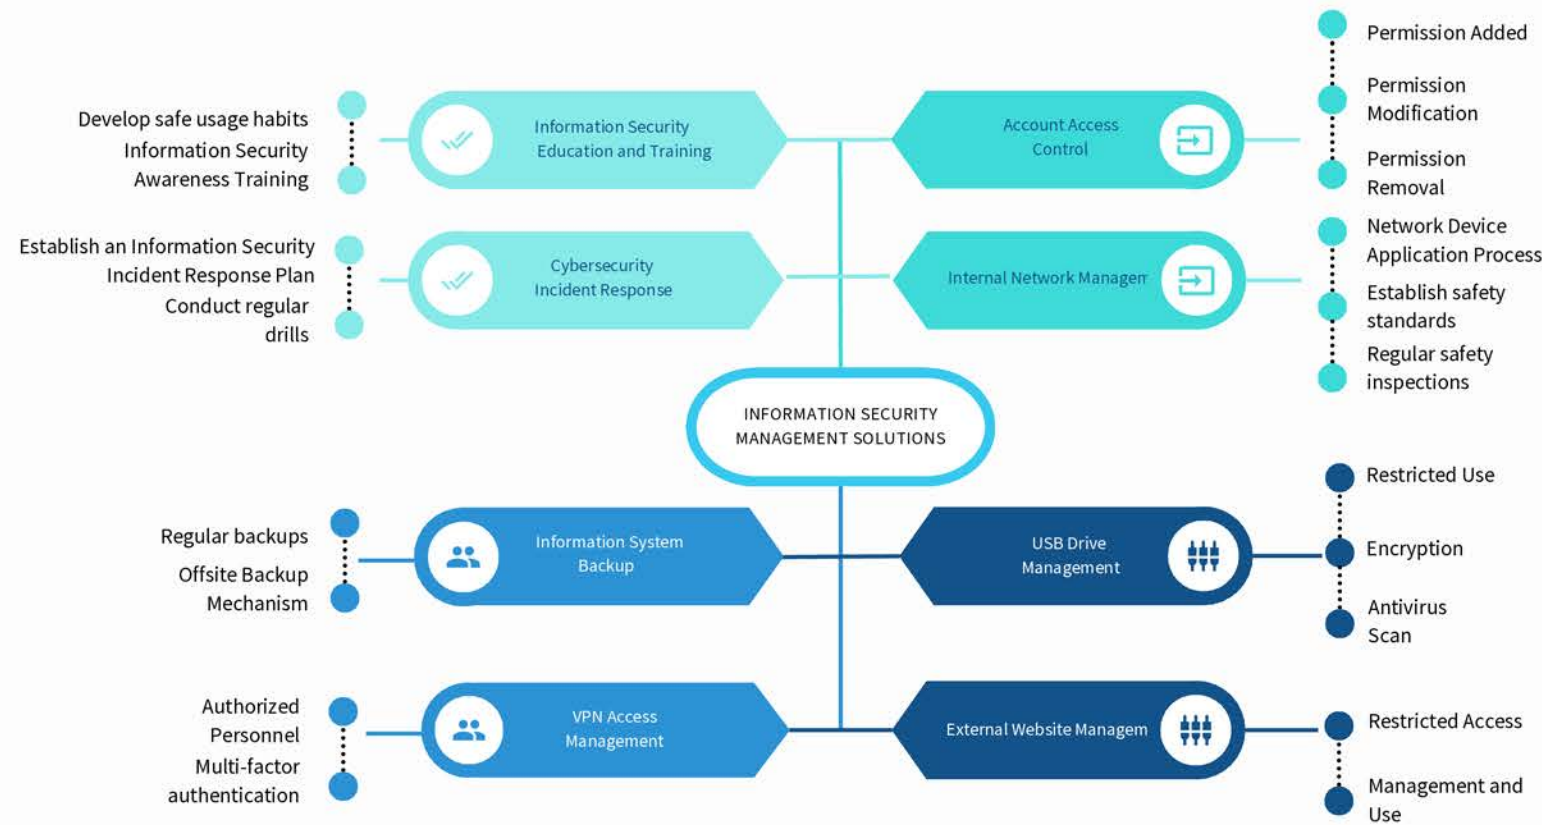 Permission Added
Permission
Modification
Permission
Removal
Develop safe usage habits
Information Security
Awareness Training
Information Security
Education and Training
Account Access
Control
Establish an Information Security
Incident Response Plan
Conduct regular
drills
Cybersecurity
Incident Response
Internal Network Managem
Network Device
Application Process
Establish safety
standards
Regular safety
inspections
INFORMATION SECURITY
MANAGEMENT SOLUTIONS
Regular backups
Offsite Backup
Mechanism
Information System
Backup
USB Drive
Management
Restricted Use
Encryption
Antivirus
Scan
Authorized
Personnel
Multi-factor
authentication
VPN Access
Management
External Website Managem
Restricted Access
Management and
Use